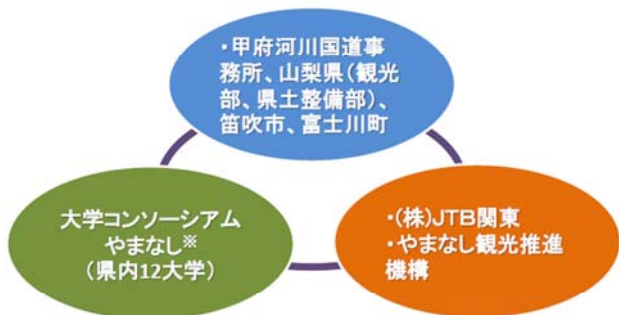 ・甲府河川国道事
務所、山梨県（観光
部、県土整備部）、
笛吹市、富士川町
大学コンソーシアム
やまなし※
（県内12大学）
・(株)JTB関東
・やまなし観光推進
機構